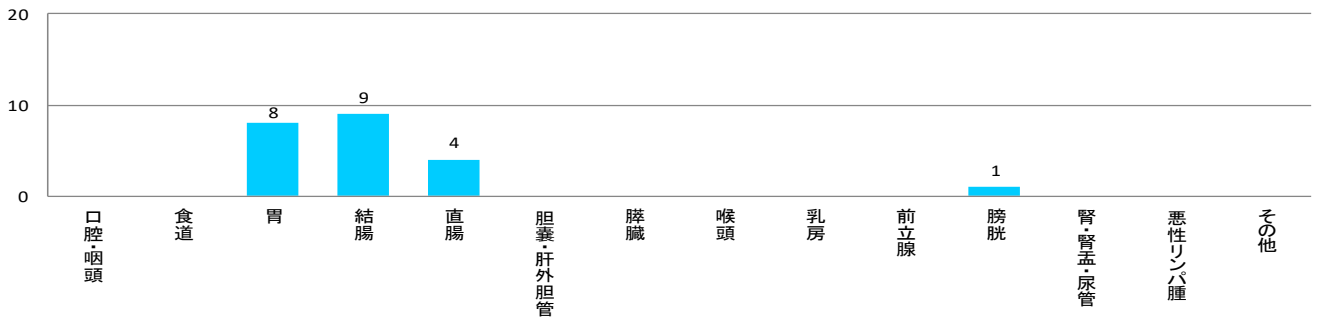 20
10
0
8
9
4
1
口腔・咽頭
食道
胃
結腸
直腸
胆嚢・肝外胆管
膵臓
喉頭
乳房
前立腺
膀胱
腎・腎盂・尿管
悪性リンパ腫
その他